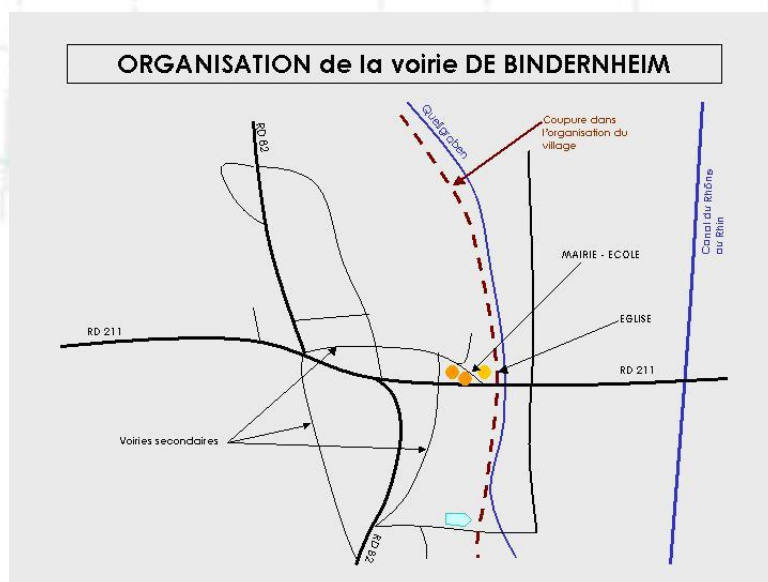 ORGANISATION de la voirie DE BINDERNHEIM
RD 82
Quellgraben
Coupure dans
l'organisation du
village
Canal du Rhône
au Rhin
MAIRIE - ECOLE
EGLISE
RD 211
RD 211
Voiries secondaires
RD 82